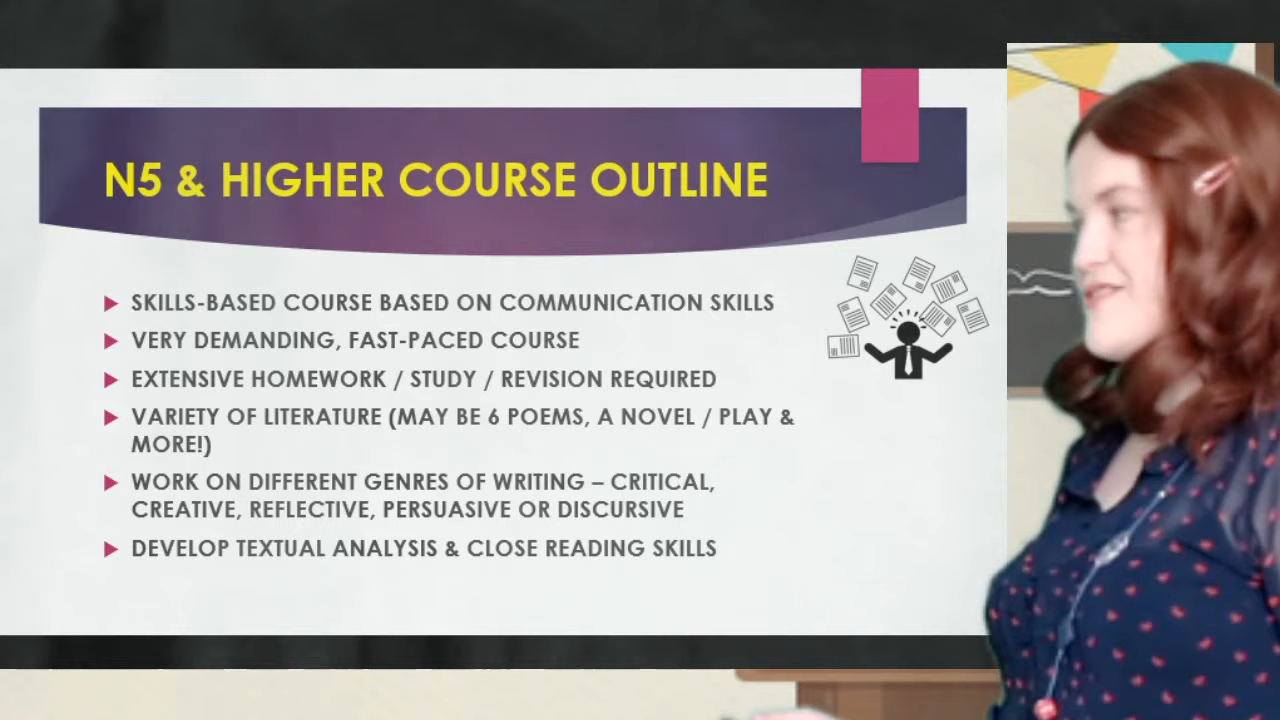 N5 & HIGHER COURSE OUTLINE
SKILLS-BASED COURSE BASED ON COMMUNICATION SKILLS
VERY DEMANDING, FAST-PACED COURSE
EXTENSIVE HOMEWORK / STUDY / REVISION REQUIRED
VARIETY OF LITERATURE (MAY BE 6 POEMS, A NOVEL / PLAY &
MORE!)
WORK ON DIFFERENT GENRES OF WRITING – CRITICAL,
CREATIVE, REFLECTIVE, PERSUASIVE OR DISCURSIVE
DEVELOP TEXTUAL ANALYSIS & CLOSE READING SKILLS